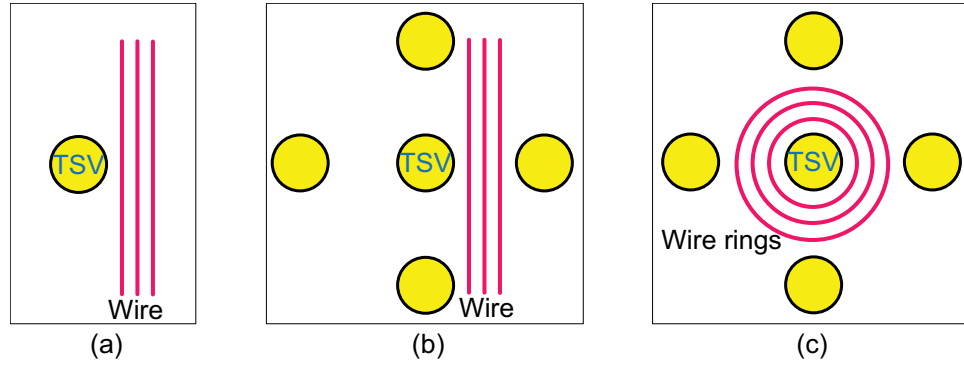 TSV
Wire
(a)
TSV
Wire
(b)
TSV
Wire rings
(c)